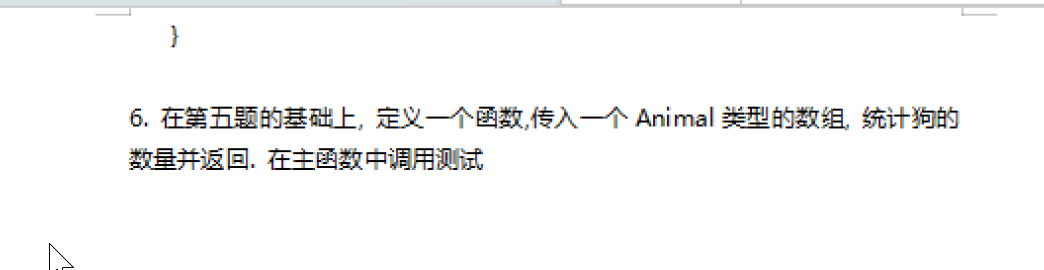 }
6. 在第五题的基础上, 定义一个函数,传入一个 Animal 类型的数组, 统计狗的
数量并返回. 在主函数中调用测试